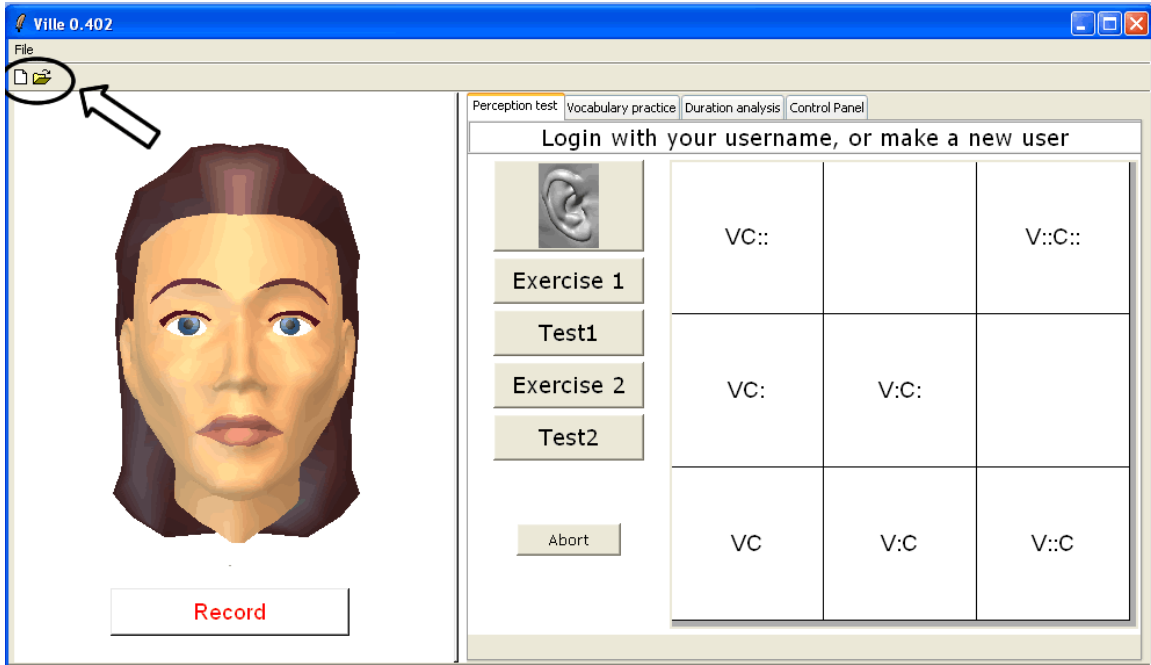 Ville 0.402
File
Perception test Vocabulary practice Duration analysis Control Panel
Login with your username, or make a new user
Exercise 1
Test1
Exercise 2
Test2
Abort
VC:: V::C::
VC: V:C:
VC V:C V::C
Record